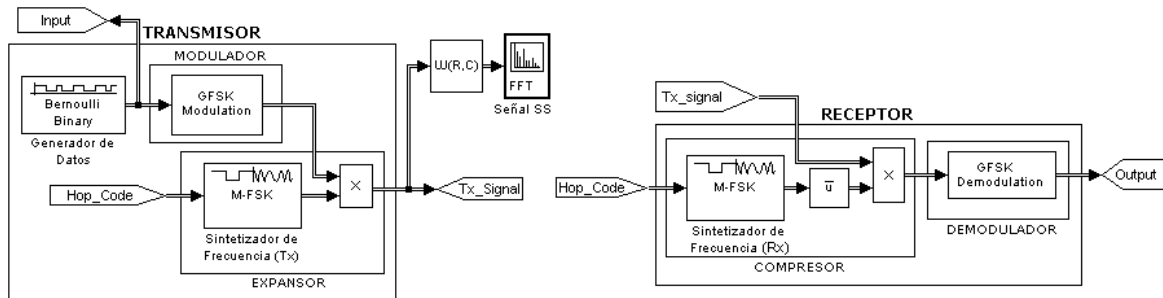 Input
TRANSMISOR
MODULADOR
Bernoulli
Binary
Generador de
Datos
GFSK
Modulation
Hop_Code
M-FSK
Sintetizador de
Frecuencia (Tx)
×
EXPANSOR
Tx_Signal
U(R,C)
FFT
Señal SS
Tx_signal
RECEPTOR
Hop_Code
M-FSK
Sintetizador de
Frecuencia (Rx)
u̅
×
COMPRESOR
GFSK
Demodulation
DEMODULADOR
Output